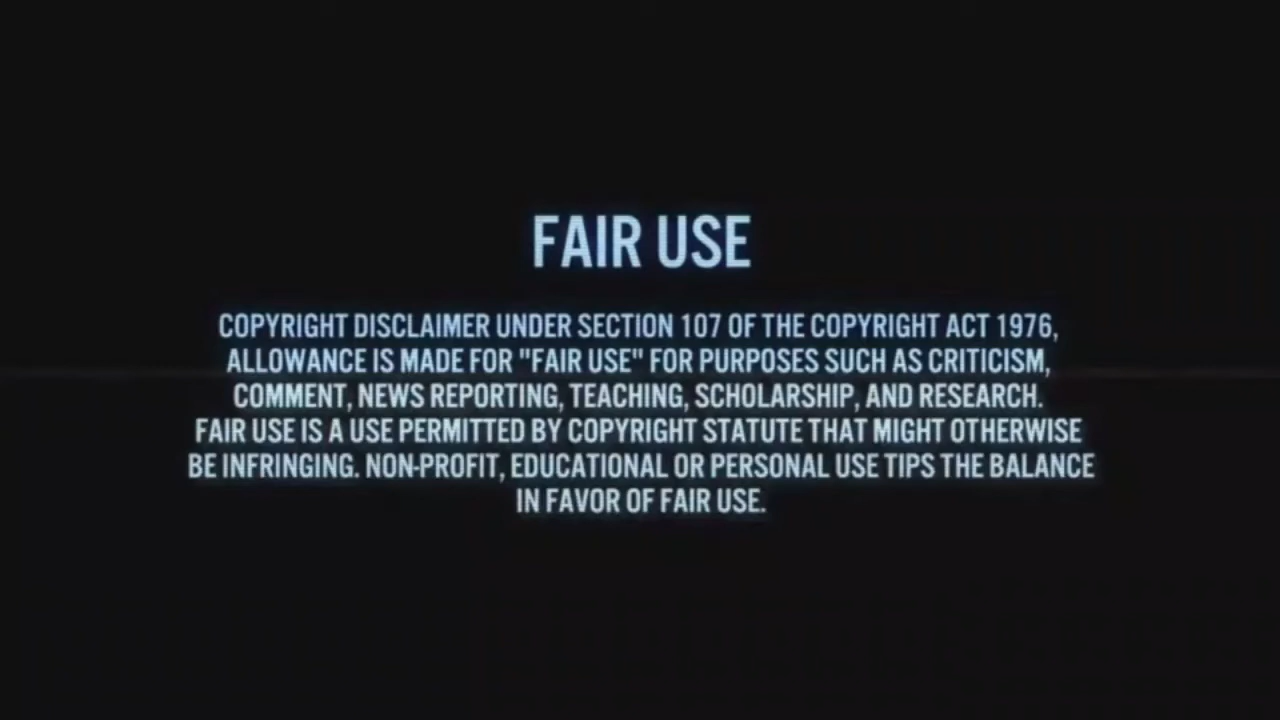 FAIR USE
COPYRIGHT DISCLAIMER UNDER SECTION 107 OF THE COPYRIGHT ACT 1976,
ALLOWANCE IS MADE FOR "FAIR USE" FOR PURPOSES SUCH AS CRITICISM,
COMMENT, NEWS REPORTING, TEACHING, SCHOLARSHIP, AND RESEARCH.
FAIR USE IS A USE PERMITTED BY COPYRIGHT STATUTE THAT MIGHT OTHERWISE
BE INFRINGING. NON-PROFIT, EDUCATIONAL OR PERSONAL USE TIPS THE BALANCE
IN FAVOR OF FAIR USE.